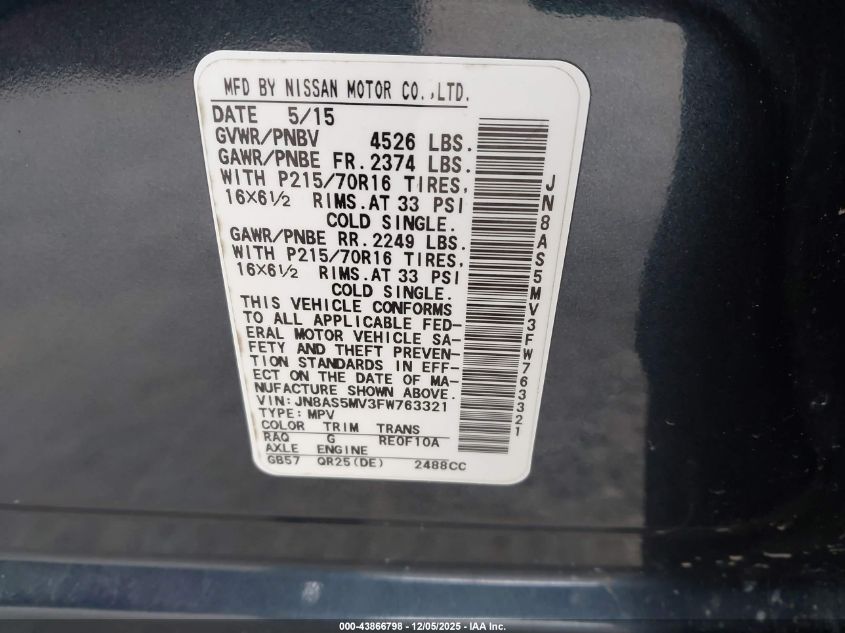 MFD BY NISSAN MOTOR CO.,LTD.
DATE 5/15
GVWR/PNBV 4526 LBS.
GAWR/PNBE FR. 2374 LBS.
WITH P215/70R16 TIRES,
16×6½ RIMS.AT 33 PSI
COLD SINGLE.
GAWR/PNBE RR. 2249 LBS.
WITH P215/70R16 TIRES,
16×6½ RIMS.AT 33 PSI
COLD SINGLE.
THIS VEHICLE CONFORMS
TO ALL APPLICABLE FED-
ERAL MOTOR VEHICLE SA-
FETY AND THEFT PREVEN-
TION STANDARDS IN EFF-
ECT ON THE DATE OF MA-
NUFACTURE SHOWN ABOVE.
VIN: JN8AS5MV3FW763321
TYPE: MPV
COLOR TRIM TRANS
RAQ G RE0F10A
AXLE ENGINE
GB57 QR25(DE) 2488CC
JN8AS5MV3FW763321
000-43866798 - 12/05/2025 - IAA Inc.